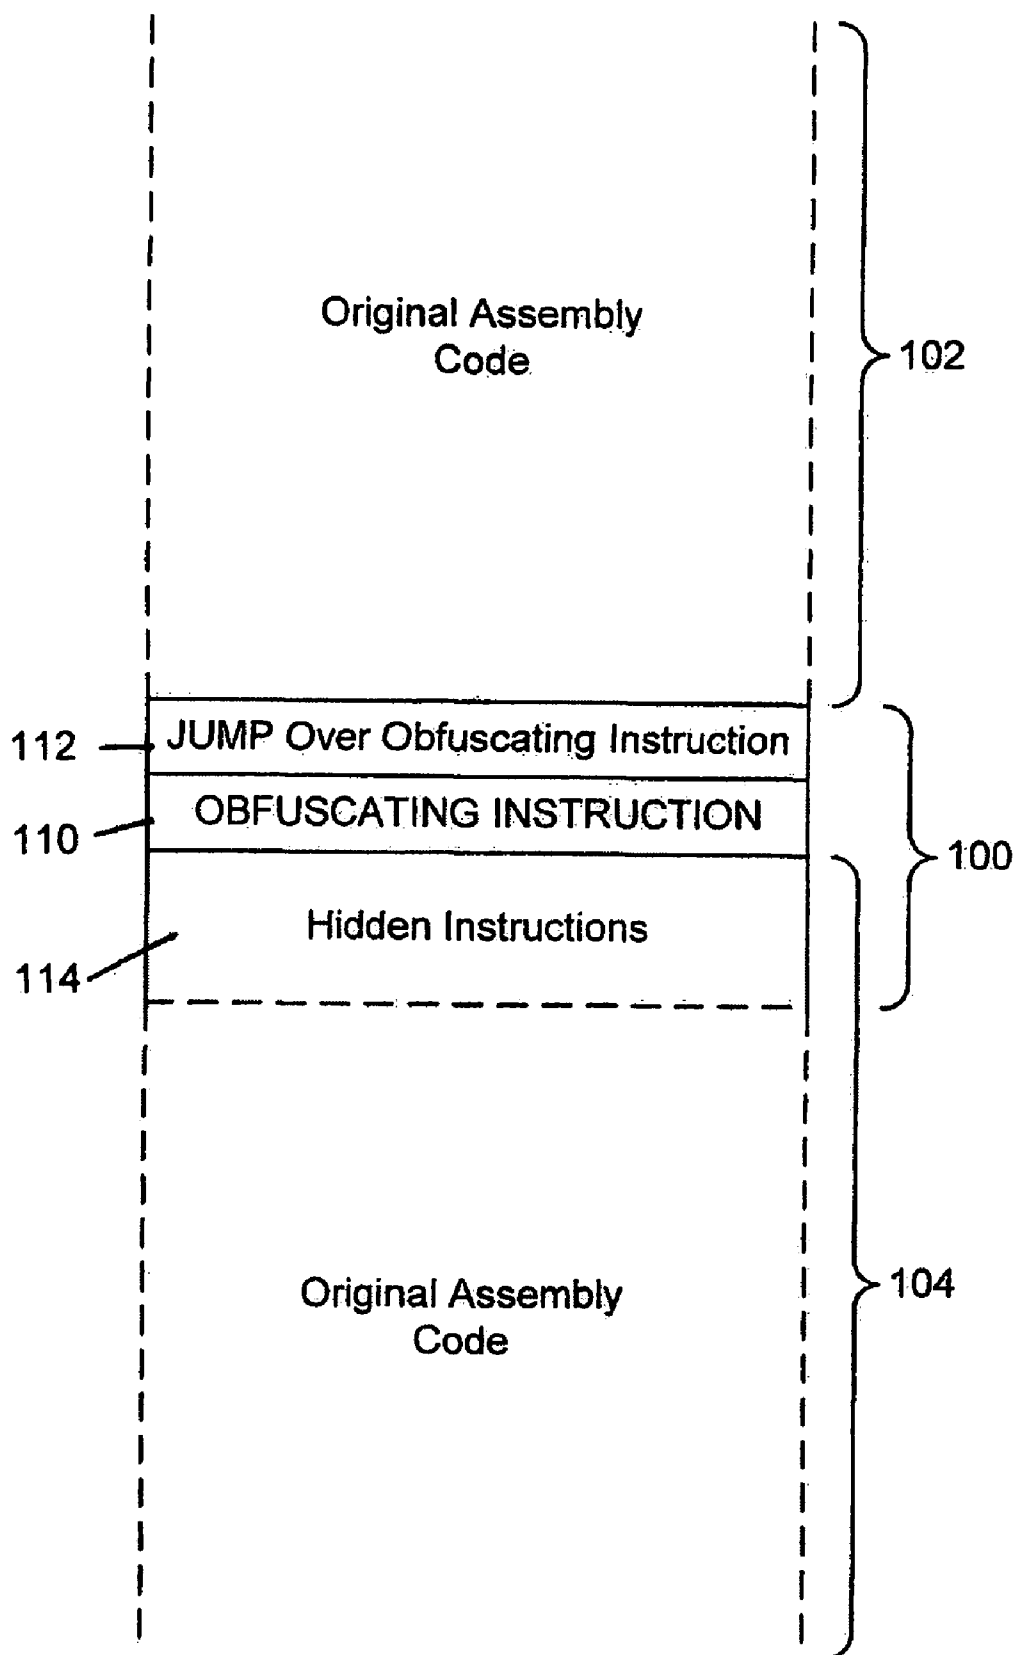 Original Assembly
Code
102
112
JUMP Over Obfuscating Instruction
110
OBFUSCATING INSTRUCTION
100
Hidden Instructions
114
Original Assembly
Code
104